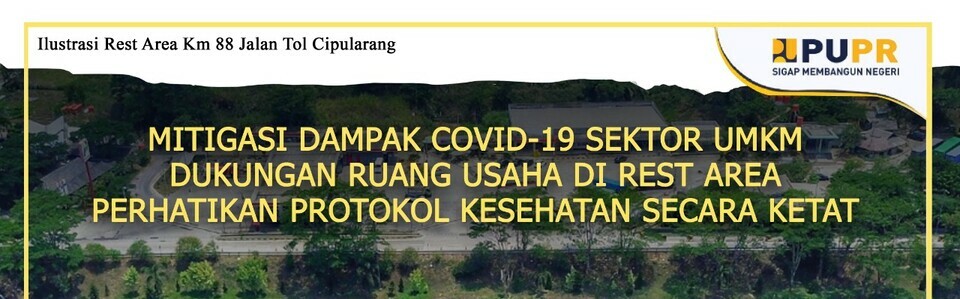 Ilustrasi Rest Area Km 88 Jalan Tol Cipularang
PUPR
SIGAP MEMBANGUN NEGERI
MITIGASI DAMPAK COVID-19 SEKTOR UMKM
DUKUNGAN RUANG USAHA DI REST AREA
PERHATIKAN PROTOKOL KESEHATAN SECARA KETAT